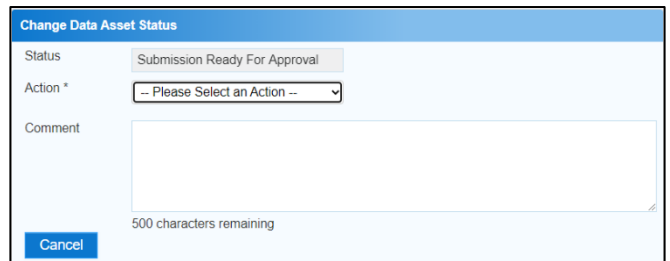 Change Data Asset Status
Status Submission Ready For Approval
Action * -- Please Select an Action --
Comment
500 characters remaining
Cancel